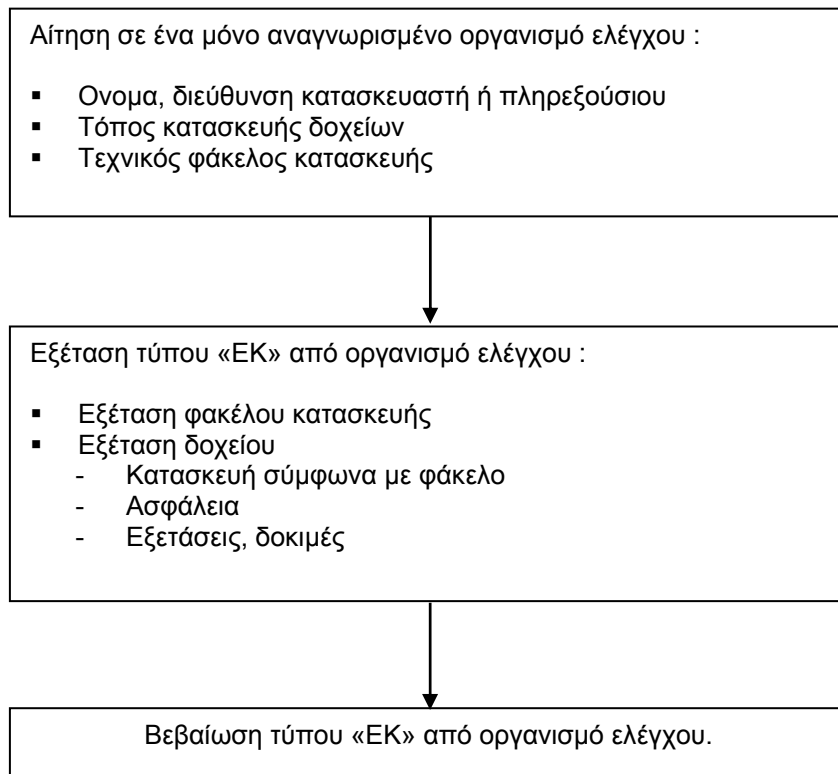 Αίτηση σε ένα μόνο αναγνωρισμένο οργανισμό ελέγχου :
▪ Ονομα, διεύθυνση κατασκευαστή ή πληρεξούσιου
▪ Τόπος κατασκευής δοχείων
▪ Τεχνικός φάκελος κατασκευής
Εξέταση τύπου «ΕΚ» από οργανισμό ελέγχου :
▪ Εξέταση φακέλου κατασκευής
▪ Εξέταση δοχείου
- Κατασκευή σύμφωνα με φάκελο
- Ασφάλεια
- Εξετάσεις, δοκιμές
Βεβαίωση τύπου «ΕΚ» από οργανισμό ελέγχου.